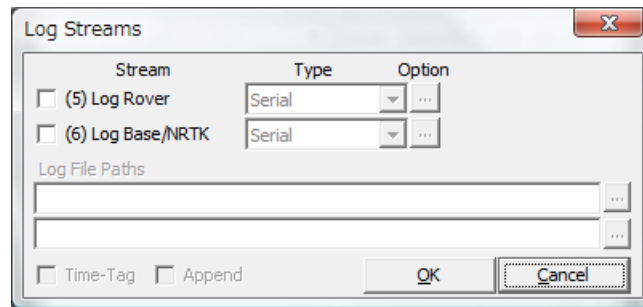 Log Streams
Stream Type Option
(5) Log Rover Serial ...
(6) Log Base/NRTK Serial ...
Log File Paths
...
...
Time-Tag Append OK Cancel